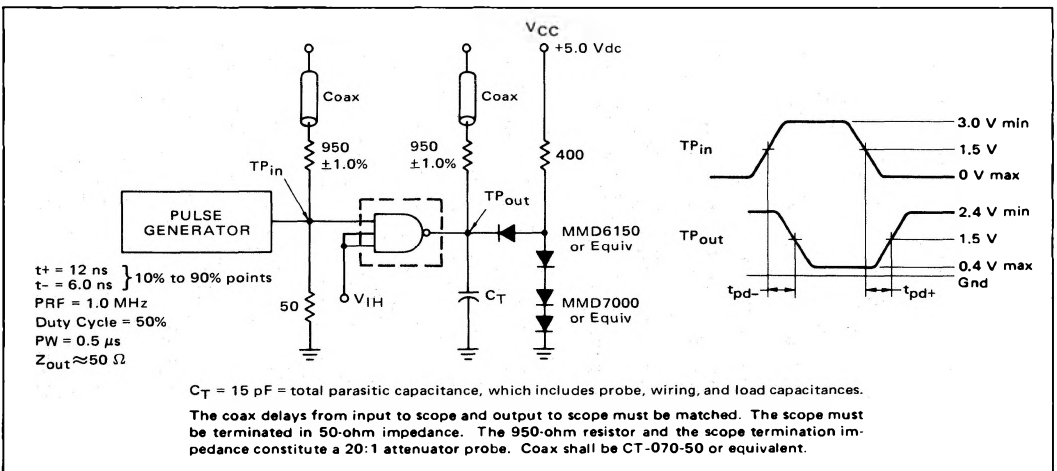 VCC
+5.0 Vdc
Coax
Coax
950
±1.0%
950
±1.0%
400
TPin
TPout
PULSE
GENERATOR
MMD6150
or Equiv
MMD7000
or Equiv
50
VIH
CT
t+ = 12 ns
t– = 6.0 ns
10% to 90% points
PRF = 1.0 MHz
Duty Cycle = 50%
PW = 0.5 µs
Zout≈50 Ω
TPin
3.0 V min
1.5 V
0 V max
TPout
2.4 V min
1.5 V
0.4 V max
Gnd
tpd–
tpd+
CT = 15 pF = total parasitic capacitance, which includes probe, wiring, and load capacitances.
The coax delays from input to scope and output to scope must be matched. The scope must
be terminated in 50-ohm impedance. The 950-ohm resistor and the scope termination im-
pedance constitute a 20:1 attenuator probe. Coax shall be CT-070-50 or equivalent.